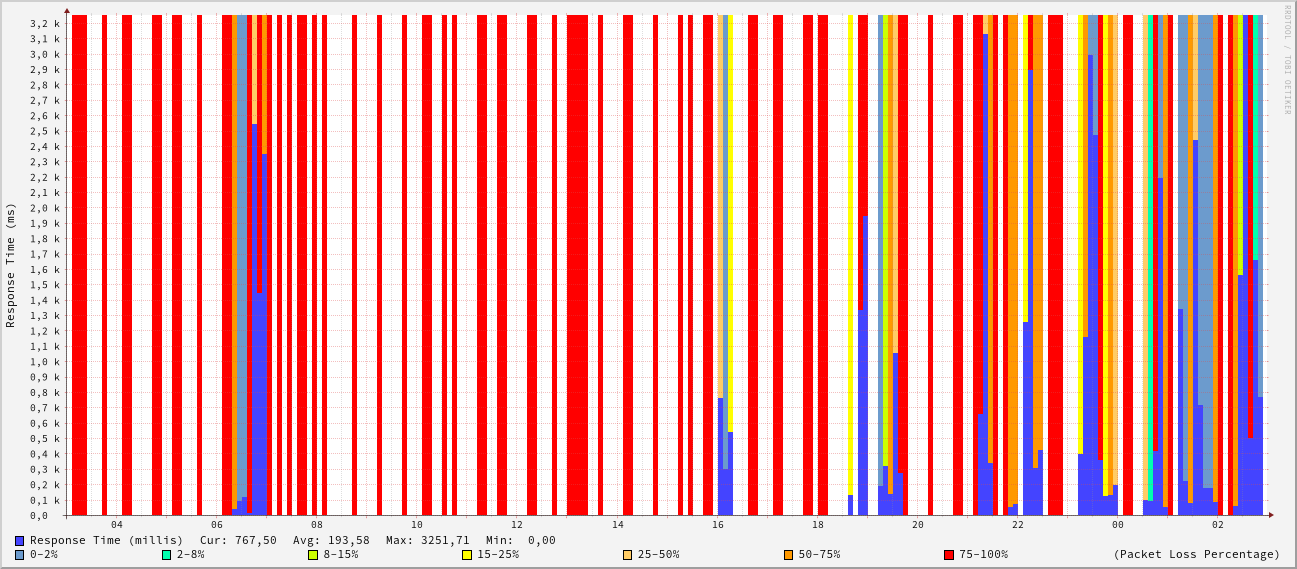 3,2 k
3,1 k
3,0 k
2,9 k
2,8 k
2,7 k
2,6 k
2,5 k
2,4 k
2,3 k
2,2 k
2,1 k
2,0 k
1,9 k
1,8 k
1,7 k
1,6 k
1,5 k
1,4 k
1,3 k
1,2 k
1,1 k
1,0 k
0,9 k
0,8 k
0,7 k
0,6 k
0,5 k
0,4 k
0,3 k
0,2 k
0,1 k
0,0
Response Time (ms)
RRDTOOL / TOBI OETIKER
04 06 08 10 12 14 16 18 20 22 00 02
Response Time (millis) Cur: 767,50 Avg: 193,58 Max: 3251,71 Min: 0,00
0-2% 2-8% 8-15% 15-25% 25-50% 50-75% 75-100% (Packet Loss Percentage)